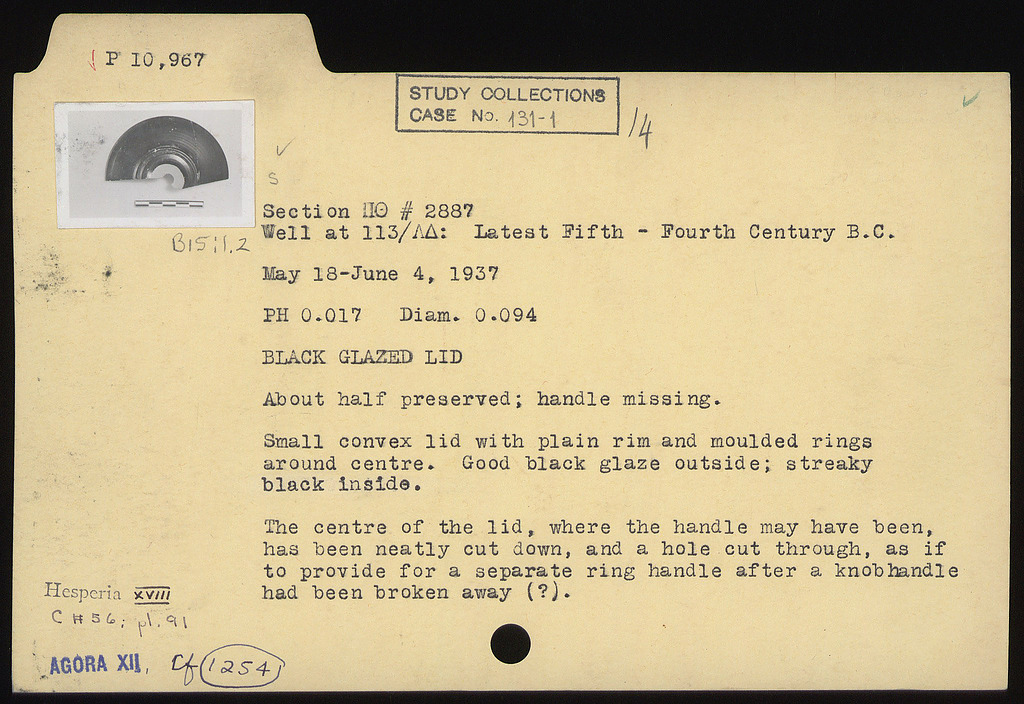 P 10,967
STUDY COLLECTIONS
CASE No. 131-1
/4
S
Section ΠΘ # 2887
Well at 113/ΛΔ: Latest Fifth - Fourth Century B.C.
B15:1.2
May 18-June 4, 1937
PH 0.017 Diam. 0.094
BLACK GLAZED LID
About half preserved; handle missing.
Small convex lid with plain rim and moulded rings
around centre. Good black glaze outside; streaky
black inside.
The centre of the lid, where the handle may have been,
has been neatly cut down, and a hole cut through, as if
to provide for a separate ring handle after a knobhandle
had been broken away (?).
Hesperia XVIII
C #56; pl. 91
AGORA XII, cf 1254